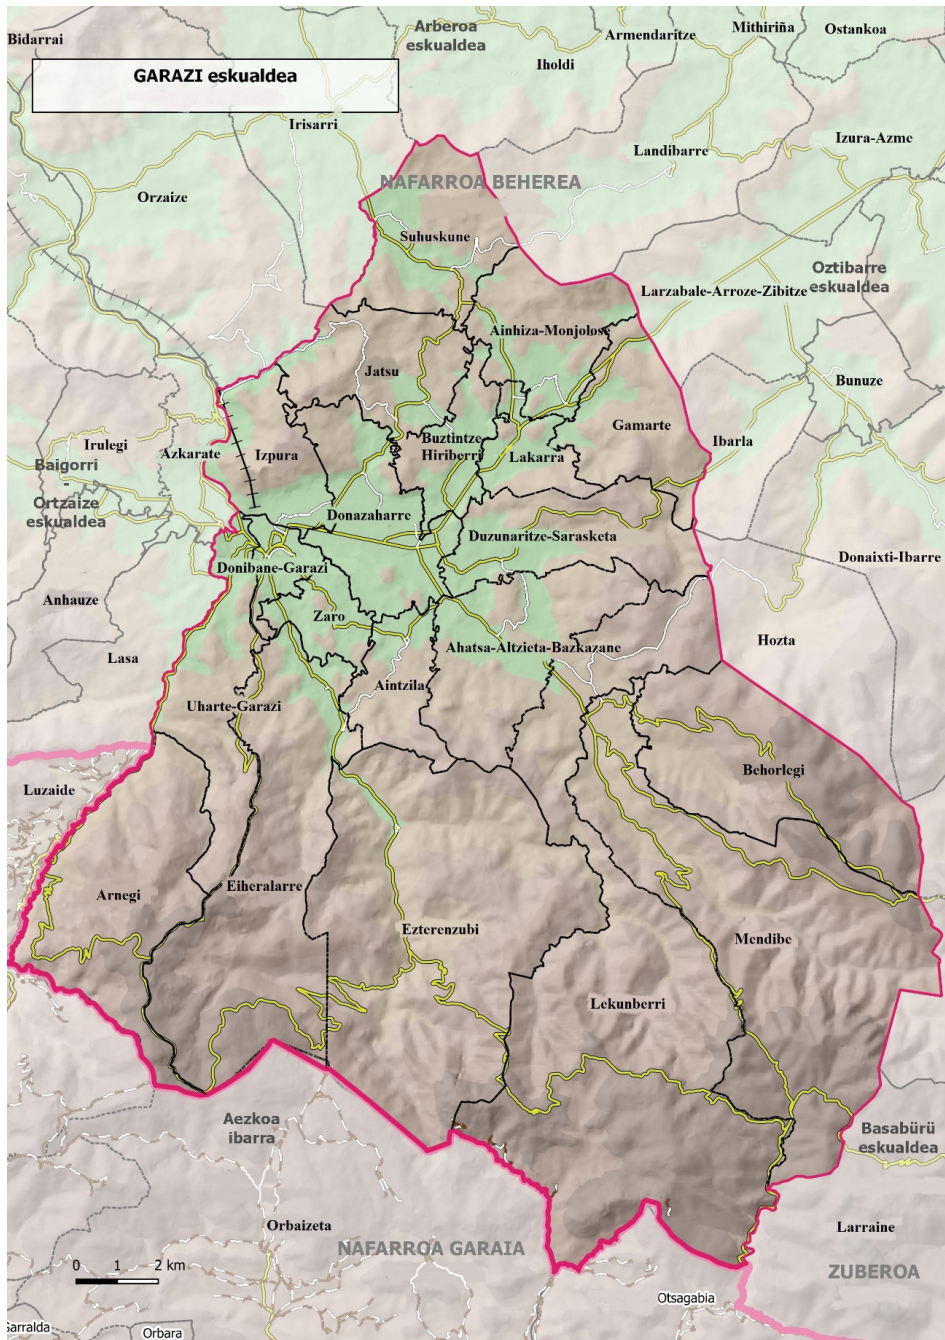 Bidarrai
Arberoa
eskualdea
Armendaritze
Mithiriña
Ostankoa
Iholdi
GARAZI eskualdea
Irisarri
Landibarre
Izura-Azme
NAFARROA BEHEREA
Orzaize
Suhuskune
Oztibarre
eskualdea
Larzabale-Arroze-Zibitze
Ainhiza-Monjolose
Jatsu
Bunuze
Gamarte
Ibarla
Irulegi
Azkarate
Izpura
Buztintze
Hiriberri
Lakarra
Baigorri
-
Ortzaize
eskualdea
Donazaharre
Duzunaritze-Sarasketa
Donaixti-Ibarre
Donibane-Garazi
Anhauze
Zaro
Hozta
Lasa
Ahatsa-Altzieta-Bazkazane
Aintzila
Uharte-Garazi
Behorlegi
Luzaide
Arnegi
Eiheralarre
Ezterenzubi
Mendibe
Lekunberri
Aezkoa
ibarra
Basabürü
eskualdea
Orbaizeta
Larraine
NAFARROA GARAIA
ZUBEROA
0 1 2 km
Otsagabia
Garralda
Orbara